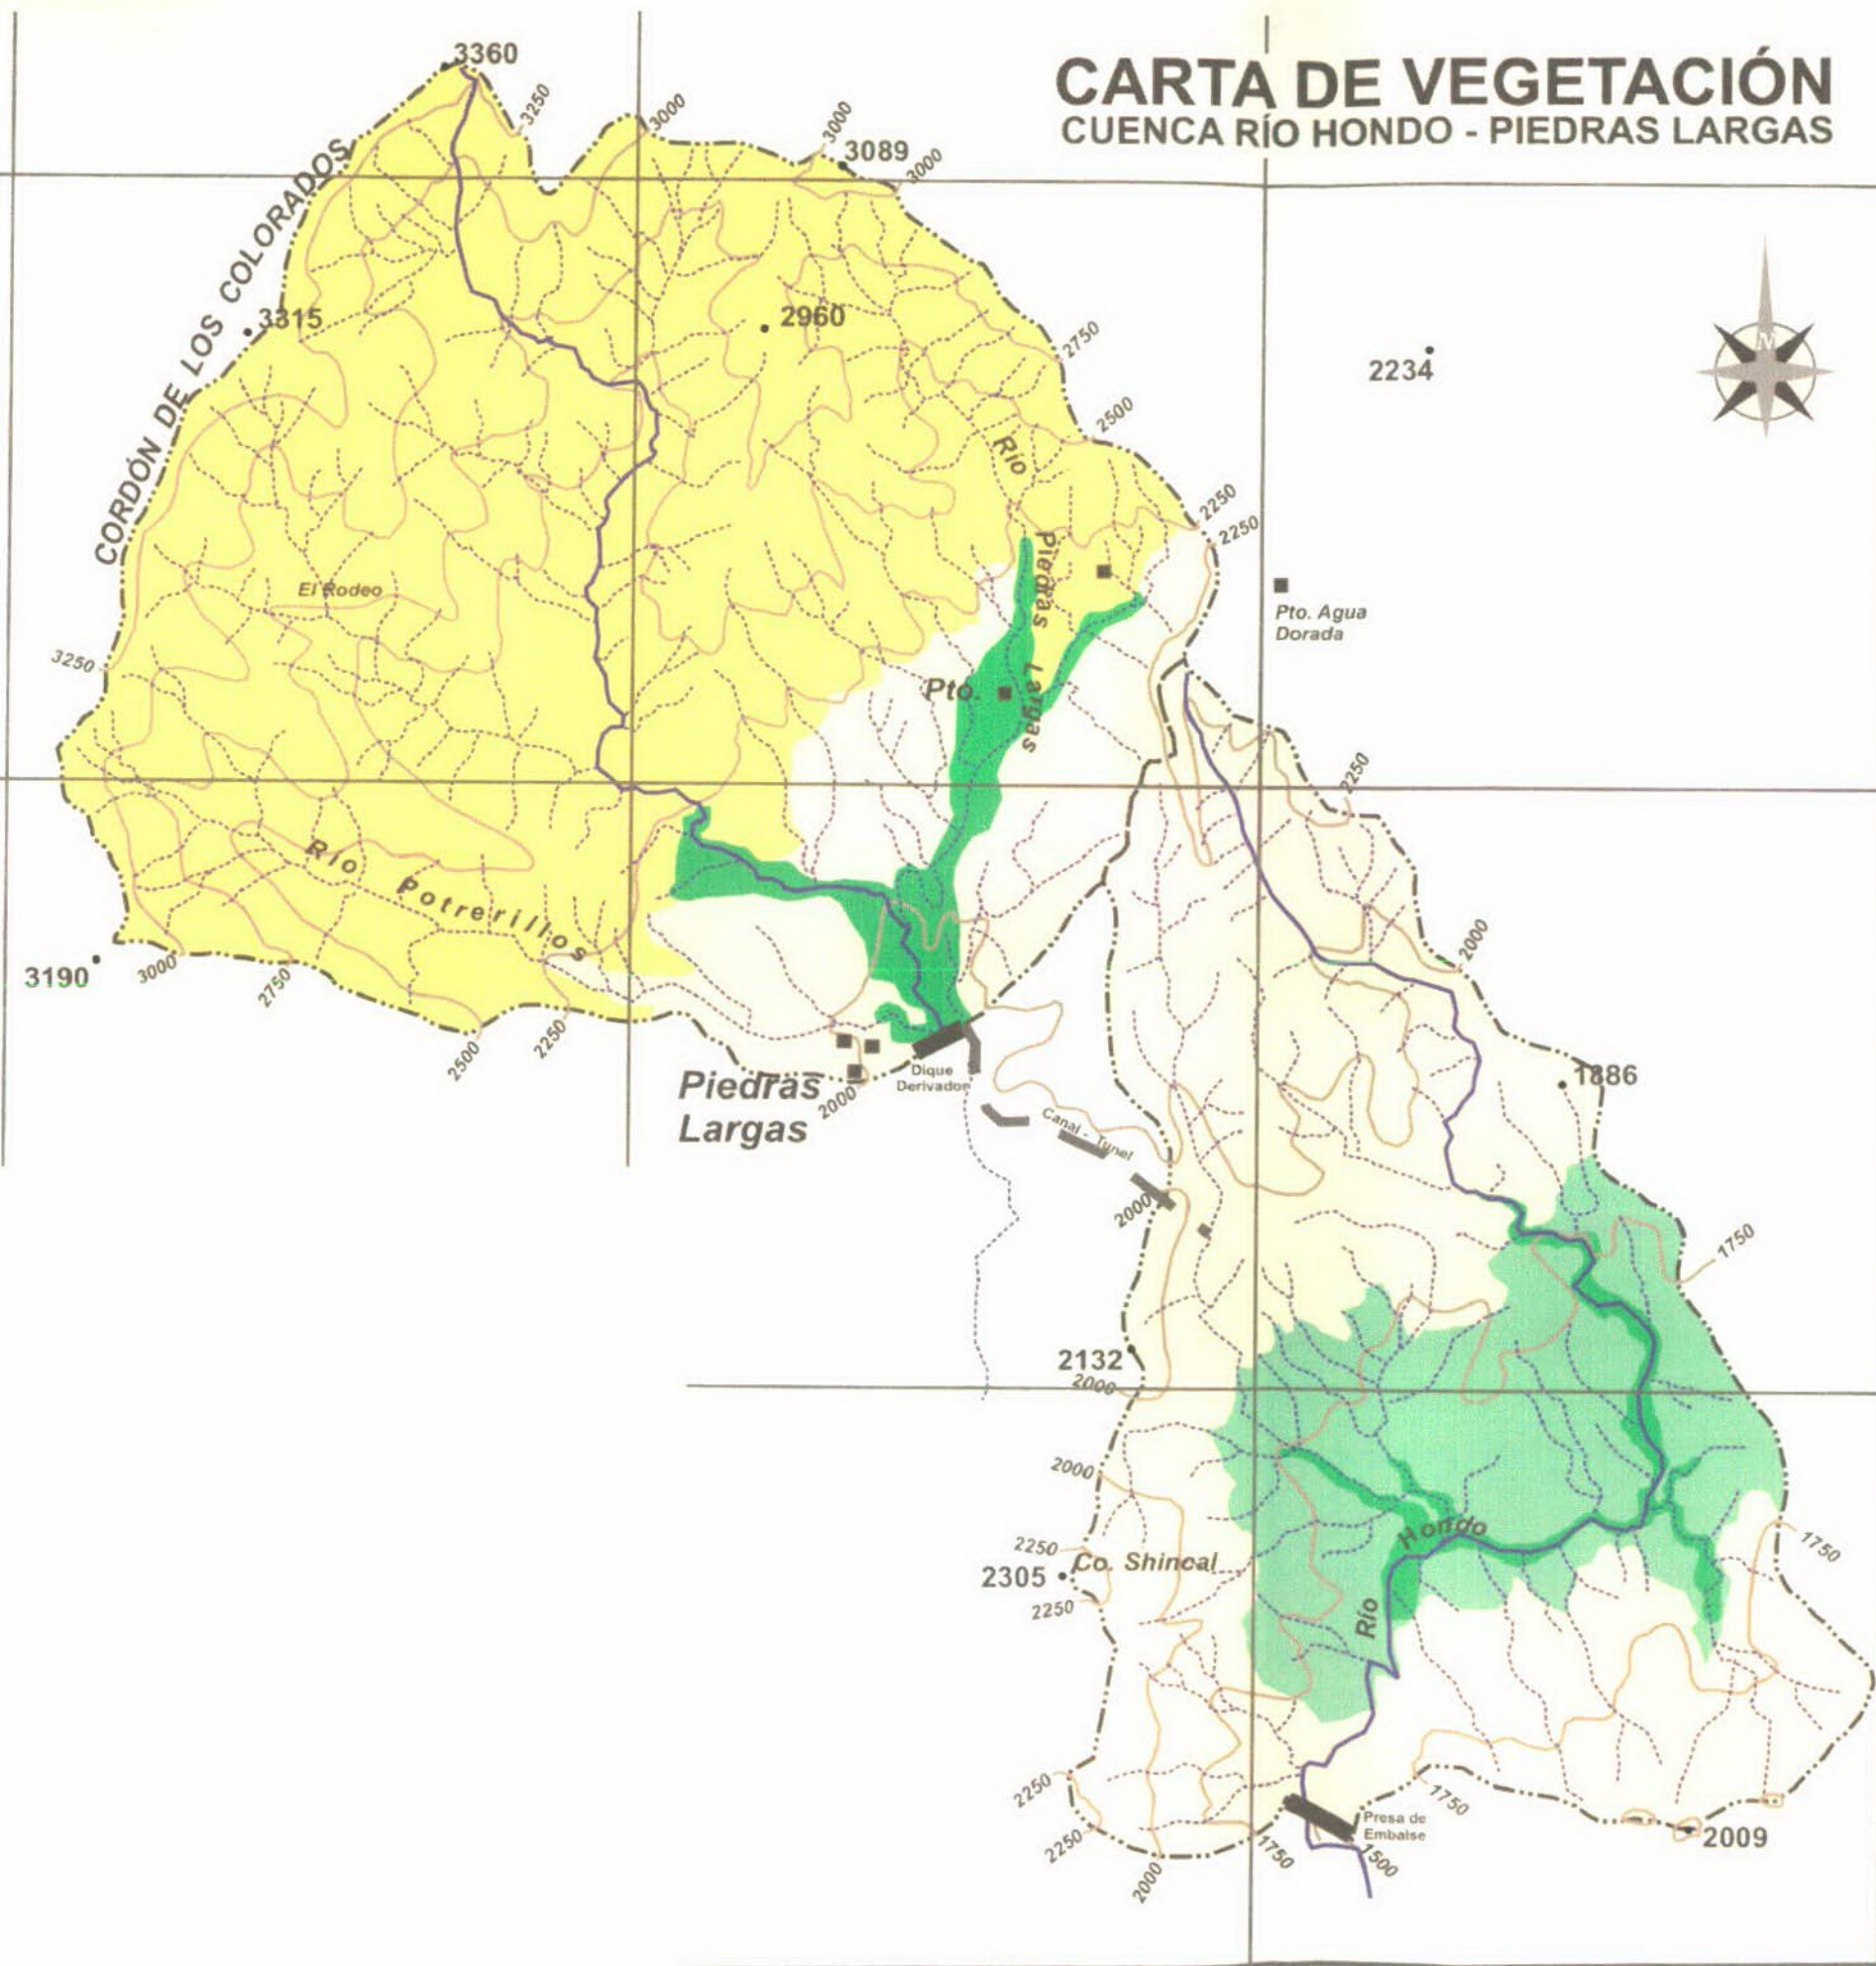 CARTA DE VEGETACIÓN
CUENCA RÍO HONDO - PIEDRAS LARGAS
3360
3250
3000
3000
3089
3000
CORDÓN DE LOS COLORADOS
3315
2960
2750
2234
N
2500
Río
Piedras
Largas
2250
2250
El Rodeo
Pto. Agua
Dorada
3250
Pto.
2250
Río Potrerillos
3190
3000
2750
2500
2250
2000
1886
Piedras
Largas
2000
Dique
Derivador
Canal - Tunel
2000
1750
2132
2000
2000
Hondo
Río
2250
2305
Co. Shincal
2250
1750
2250
2250
2000
1750
Presa de
Embalse
1500
1750
2009